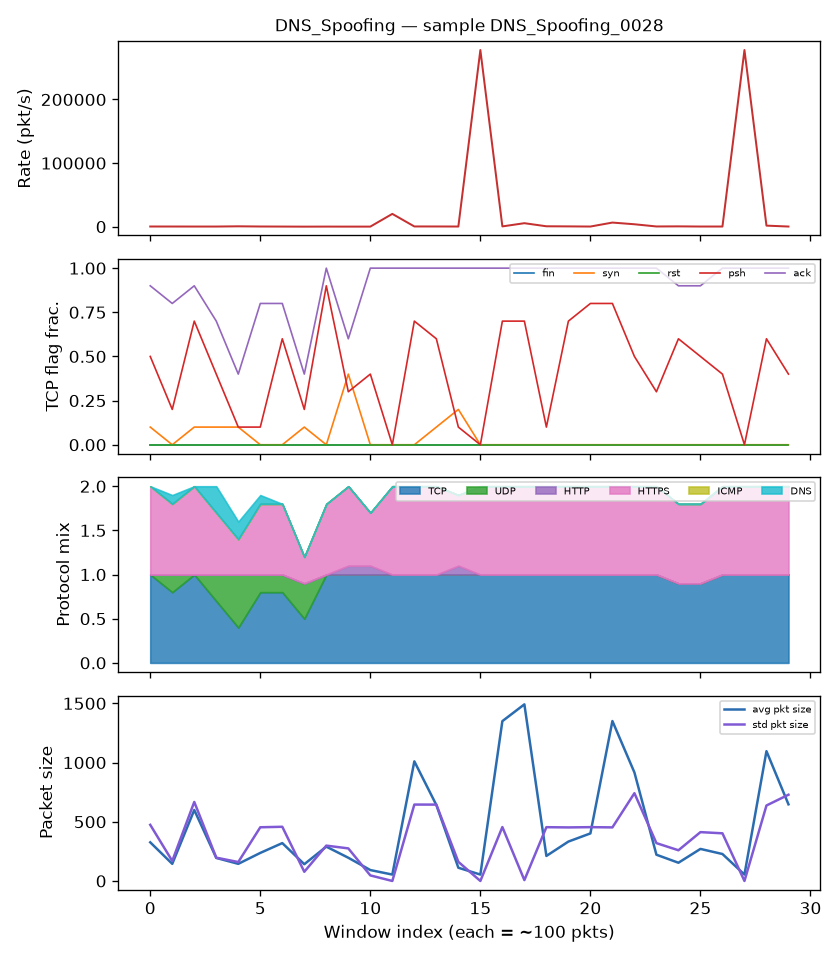 DNS_Spoofing — sample DNS_Spoofing_0028
Rate (pkt/s)
200000
100000
0
TCP flag frac.
1.00
0.75
0.50
0.25
0.00
fin syn rst psh ack
Protocol mix
2.0
1.5
1.0
0.5
0.0
TCP UDP HTTP HTTPS ICMP DNS
Packet size
1500
1000
500
0
avg pkt size
std pkt size
0 5 10 15 20 25 30
Window index (each = ~100 pkts)